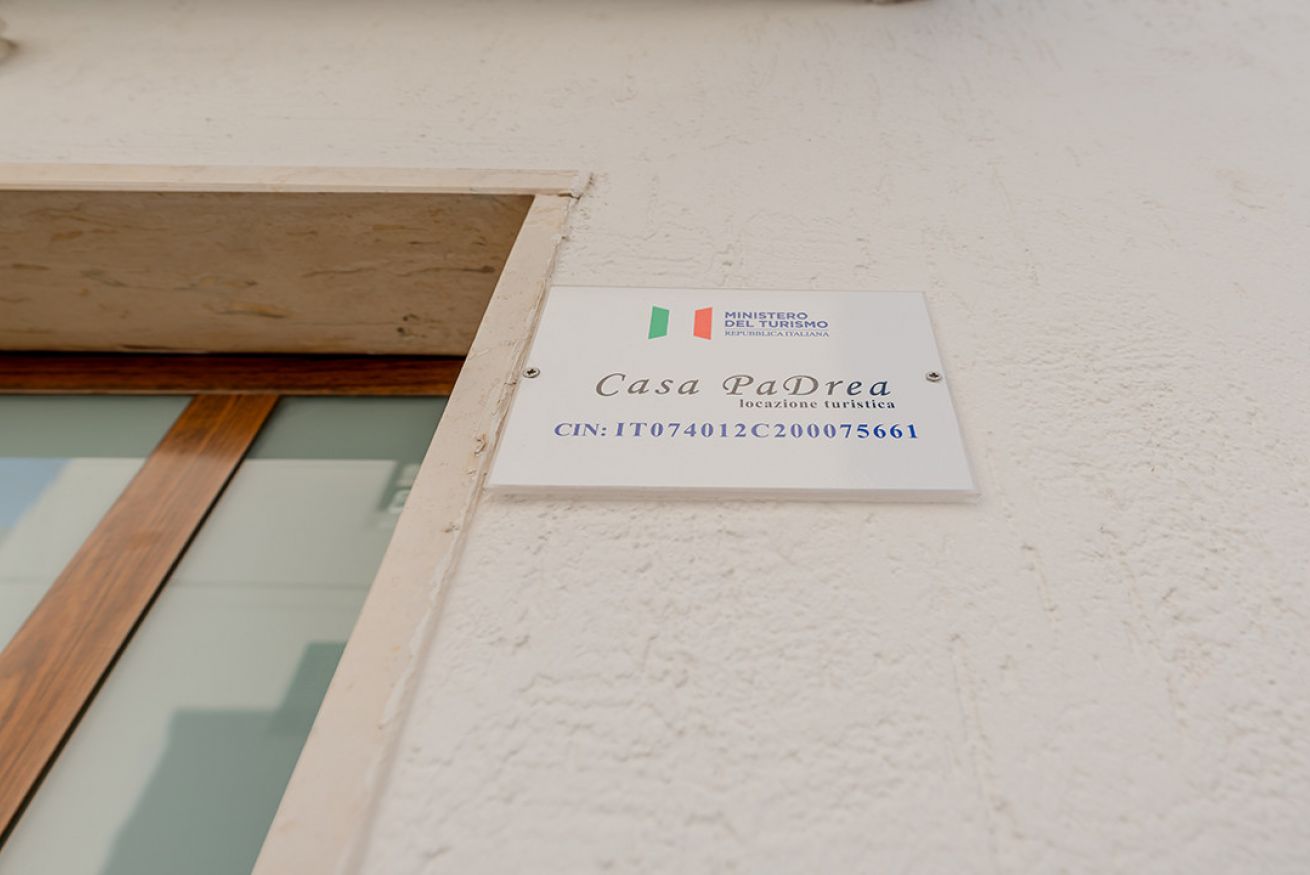 MINISTERO
DEL TURISMO
REPUBBLICA ITALIANA
Casa PaDrea
locazione turistica
CIN: IT074012C200075661